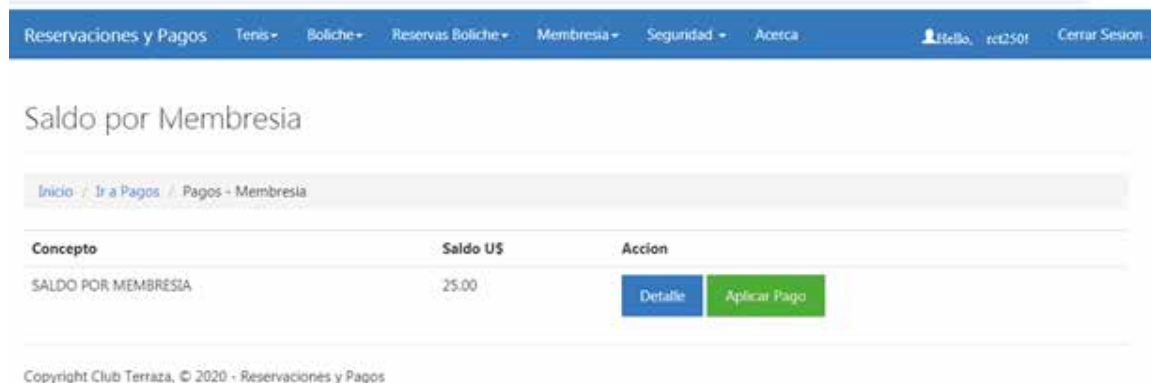 Reservaciones y Pagos Tenis Boliche Reservas Boliche Membresia Seguridad Acerca Hello, rct250! Cerrar Sesion
Saldo por Membresia
Inicio / Ir a Pagos / Pagos - Membresia
Concepto Saldo U$ Accion
SALDO POR MEMBRESIA 25.00 Detalle Aplicar Pago
Copyright Club Terraza, © 2020 - Reservaciones y Pagos